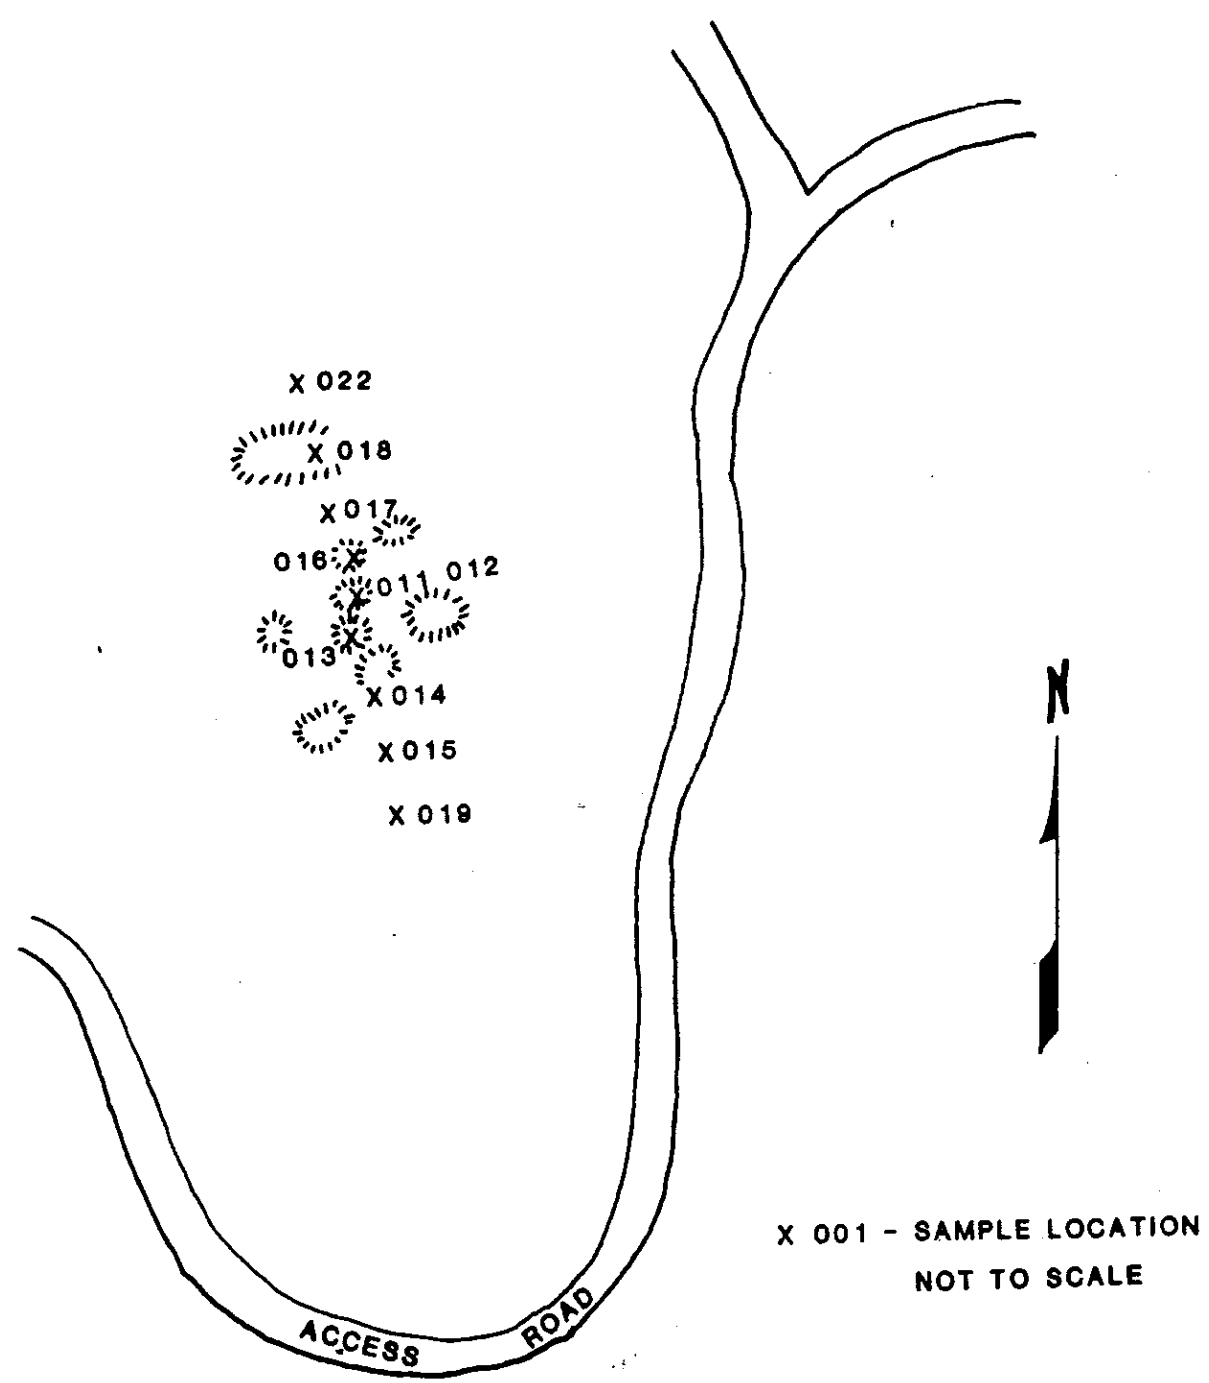 X 022
X 018
X 017
016 X
X 011 012
013 X
X 014
X 015
X 019
N
X 001 - SAMPLE LOCATION
NOT TO SCALE
ACCESS ROAD